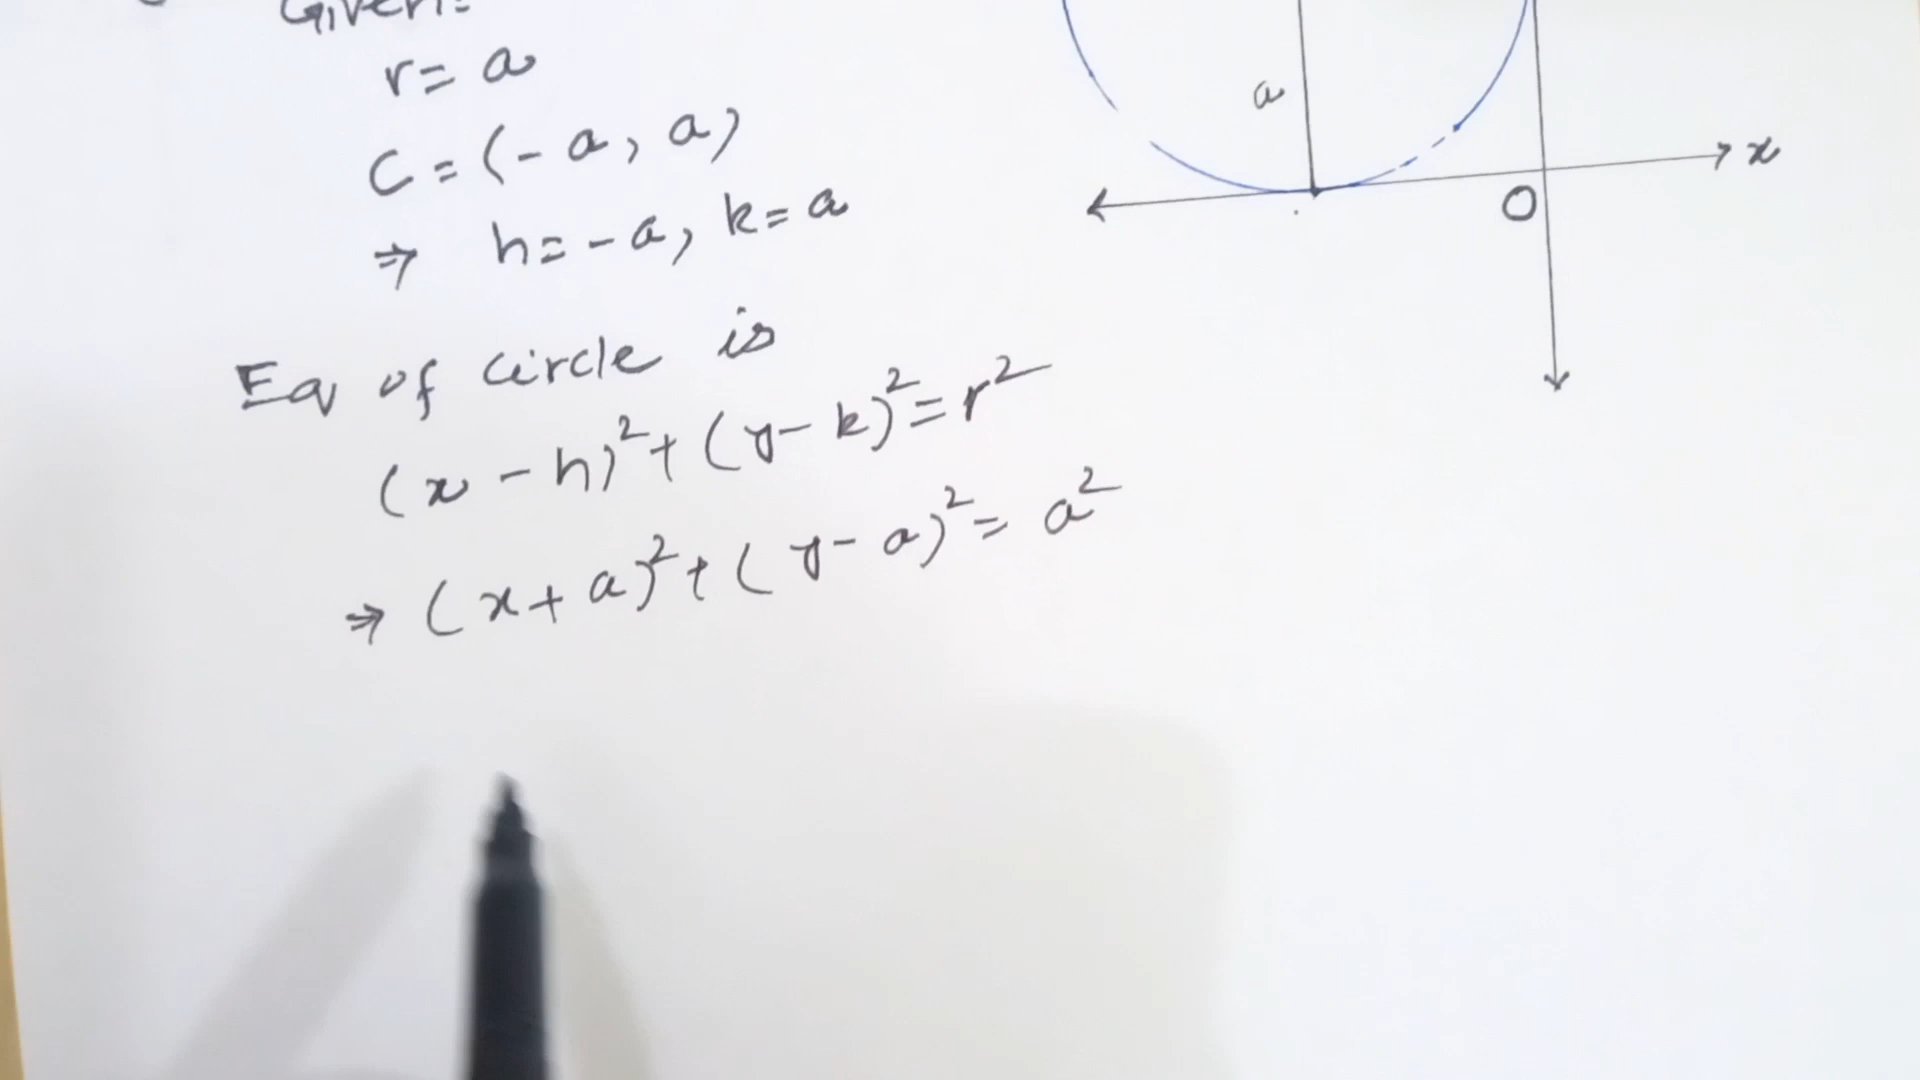 Given:
r = a
C = (-a, a)
⇒ h = -a, k = a
Eq of circle is
(x - h)² + (y - k)² = r²
⇒ (x + a)² + (y - a)² = a²
a
x
O